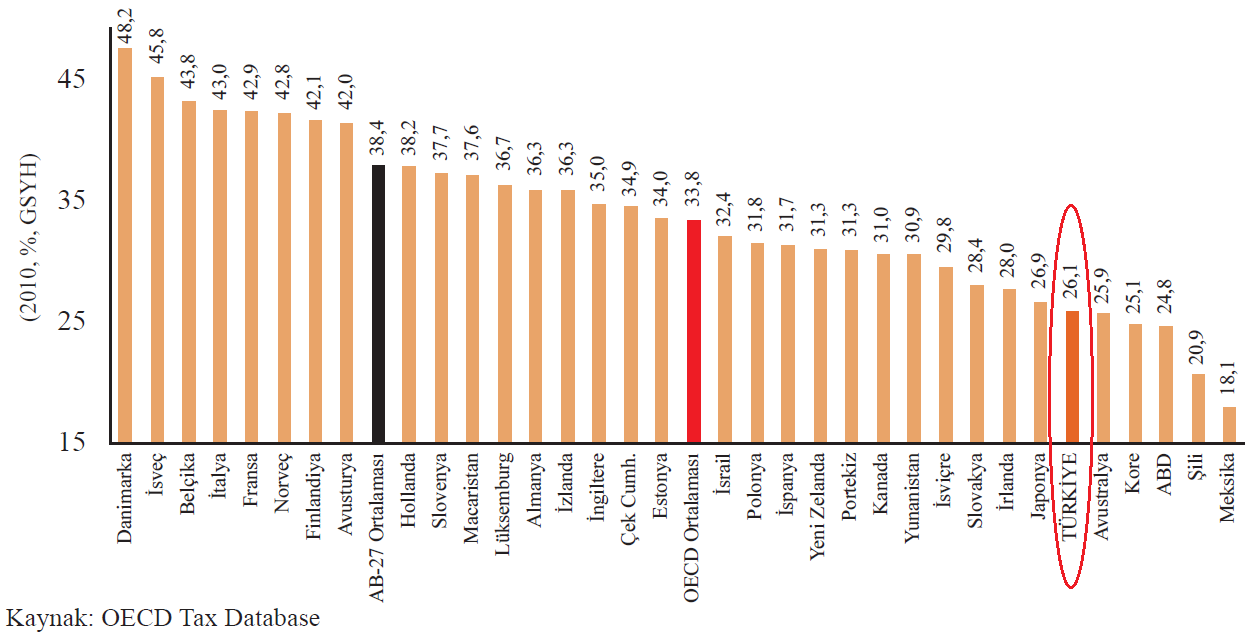 48,2
45,8
43,8
43,0
42,9
42,8
42,1
42,0
38,4
38,2
37,7
37,6
36,7
36,3
36,3
35,0
34,9
34,0
33,8
32,4
31,8
31,7
31,3
31,3
31,0
30,9
29,8
28,4
28,0
26,9
26,1
25,9
25,1
24,8
20,9
18,1
(2010, %, GSYH)
45
35
25
15
Danimarka
İsveç
Belçika
İtalya
Fransa
Norveç
Finlandiya
Avusturya
AB-27 Ortalaması
Hollanda
Slovenya
Macaristan
Lüksemburg
Almanya
İzlanda
İngiltere
Çek Cumh.
Estonya
OECD Ortalaması
İsrail
Polonya
İspanya
Yeni Zelanda
Portekiz
Kanada
Yunanistan
İsviçre
Slovakya
İrlanda
Japonya
TÜRKİYE
Avustralya
Kore
ABD
Şili
Meksika
Kaynak: OECD Tax Database